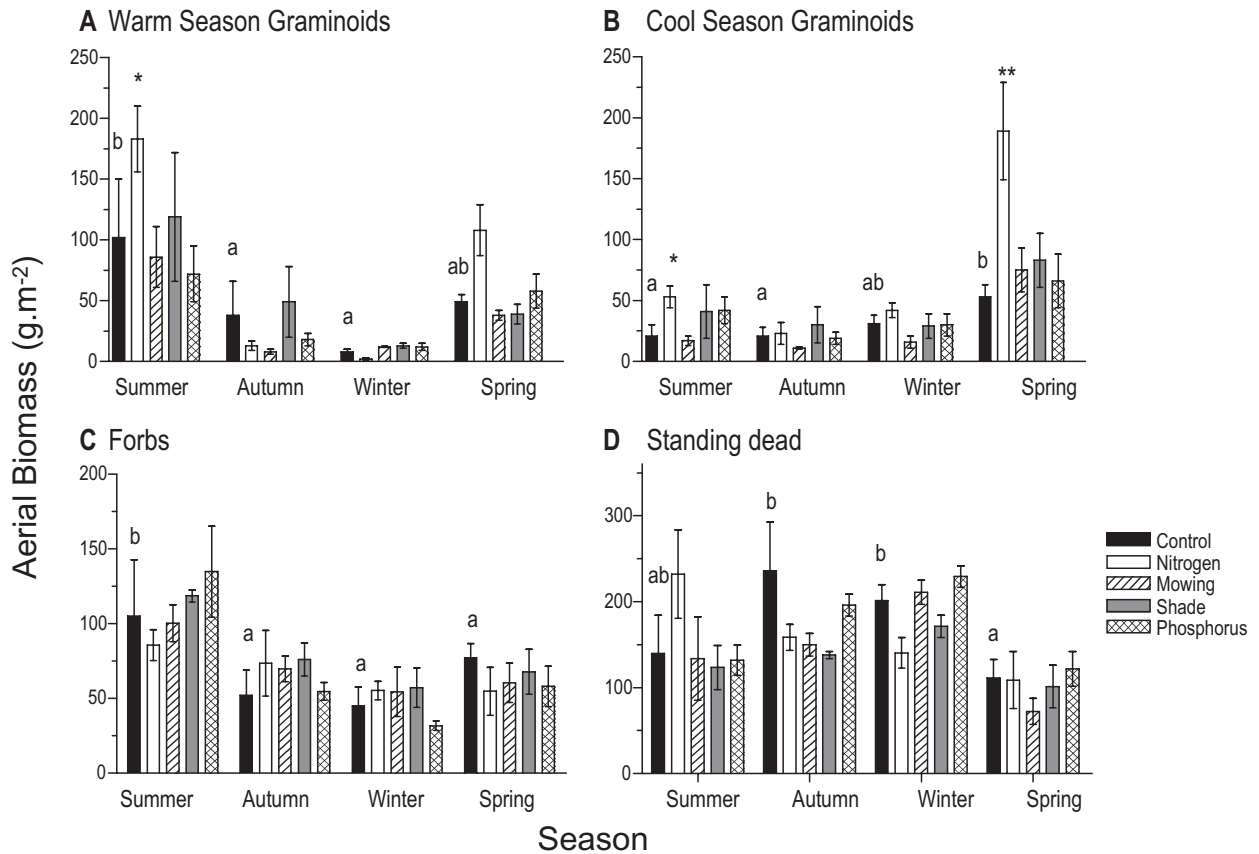 A Warm Season Graminoids
B Cool Season Graminoids
250
200
150
100
50
0
*
b
a
a
ab
Summer
Autumn
Winter
Spring
250
200
150
100
50
0
a
*
a
ab
b
**
Summer
Autumn
Winter
Spring
C Forbs
D Standing dead
200
150
100
50
0
b
a
a
a
Summer
Autumn
Winter
Spring
300
200
100
0
ab
b
b
a
Summer
Autumn
Winter
Spring
Control
Nitrogen
Mowing
Shade
Phosphorus
Aerial Biomass (g.m-2)
Season